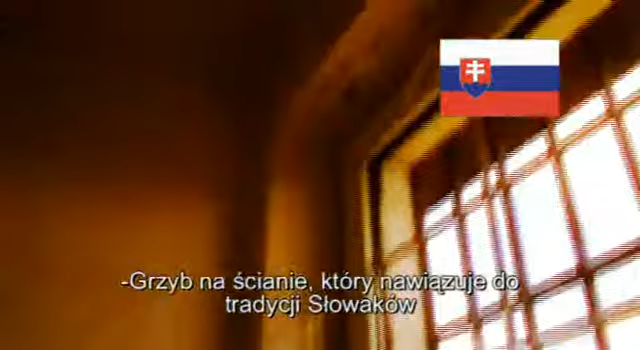 -Grzyb na ścianie, który nawiązuje do
tradycji Słowaków